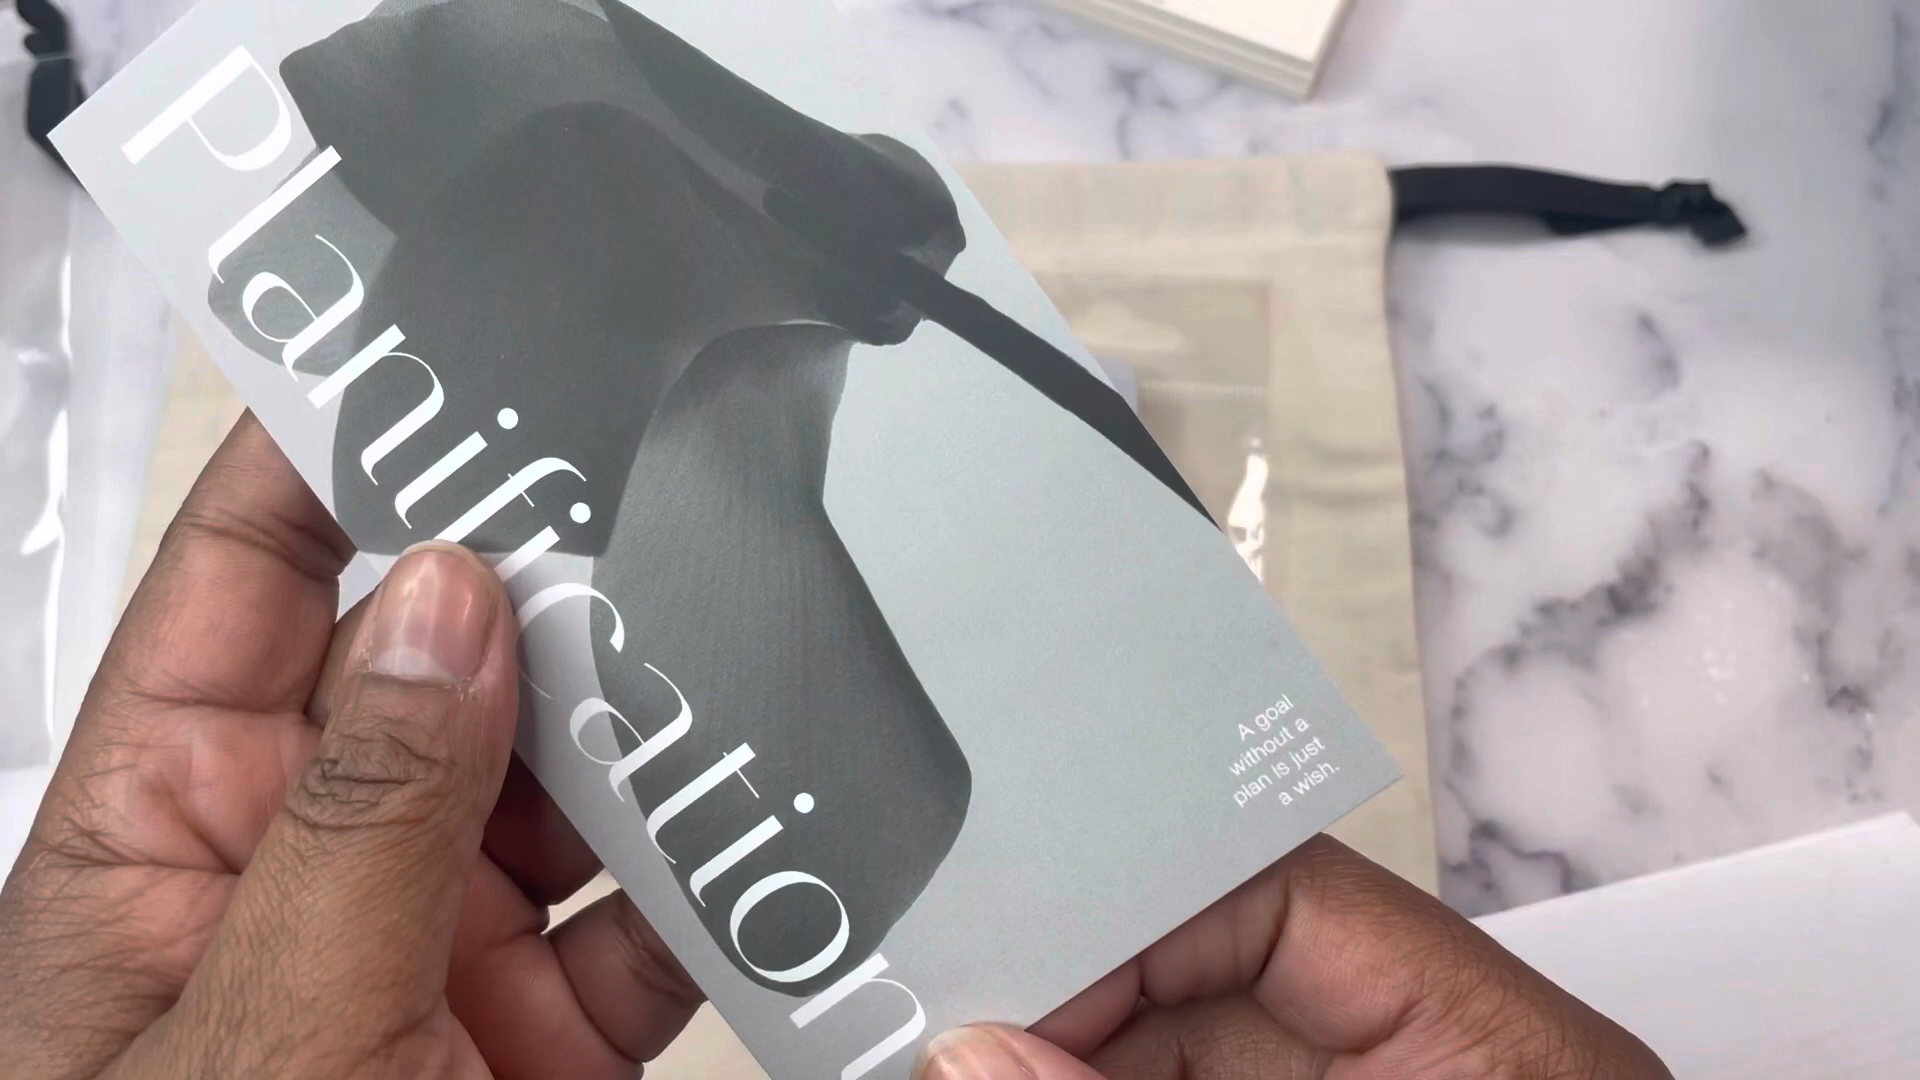 Planification
A goal
without a
plan is just
a wish.